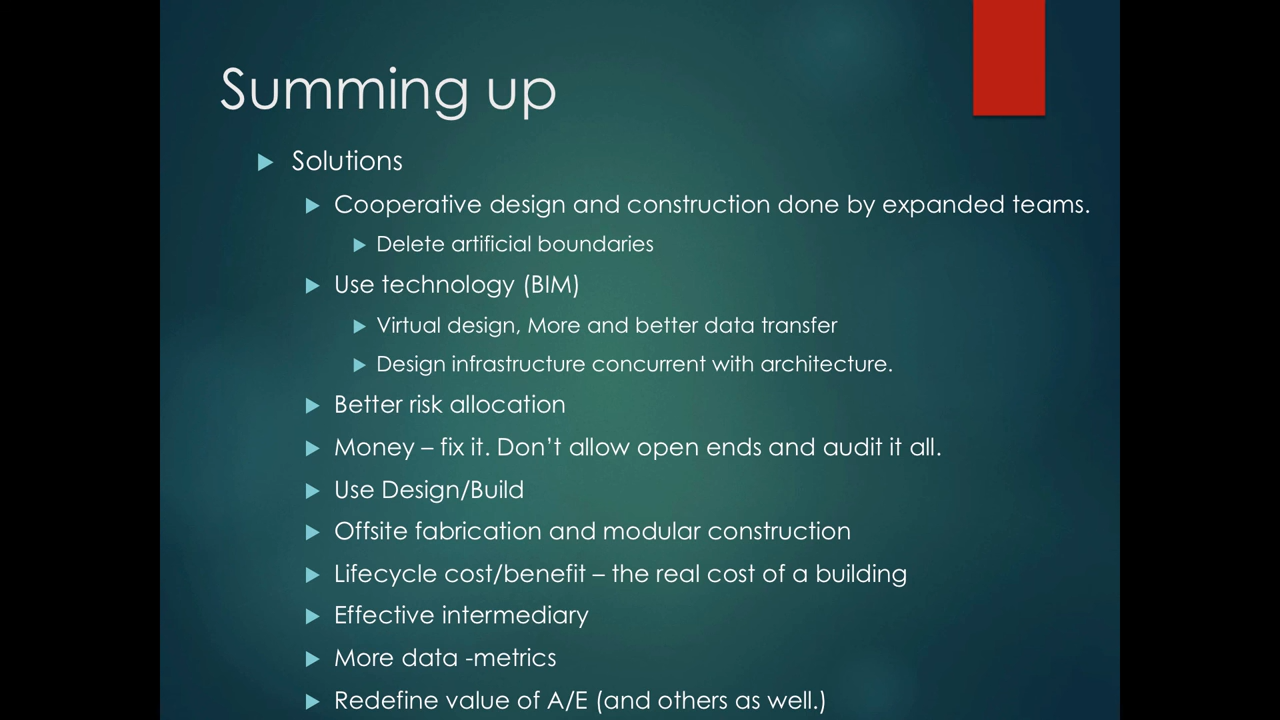 Summing up
Solutions
Cooperative design and construction done by expanded teams.
Delete artificial boundaries
Use technology (BIM)
Virtual design, More and better data transfer
Design infrastructure concurrent with architecture.
Better risk allocation
Money – fix it. Don’t allow open ends and audit it all.
Use Design/Build
Offsite fabrication and modular construction
Lifecycle cost/benefit – the real cost of a building
Effective intermediary
More data -metrics
Redefine value of A/E (and others as well.)